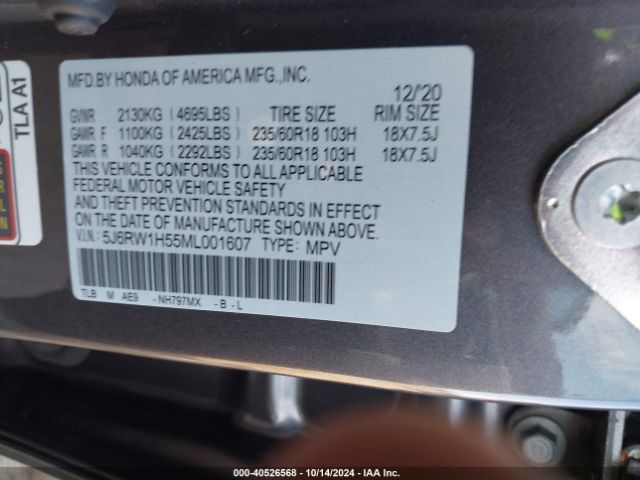 MFD.BY HONDA OF AMERICA MFG.,INC.
12/'20
GVWR 2130KG (4695LBS) TIRE SIZE RIM SIZE
GAWR F 1100KG (2425LBS) 235/60R18 103H 18X7.5J
GAWR R 1040KG (2292LBS) 235/60R18 103H 18X7.5J
THIS VEHICLE CONFORMS TO ALL APPLICABLE
FEDERAL MOTOR VEHICLE SAFETY
AND THEFT PREVENTION STANDARDS IN EFFECT
ON THE DATE OF MANUFACTURE SHOWN ABOVE.
V.I.N.: 5J6RW1H55ML001607 TYPE: MPV
TLB M AE9 -NH797MX -B-L
TLA A1
000-40526568 | 10/14/2024 | IAA Inc.